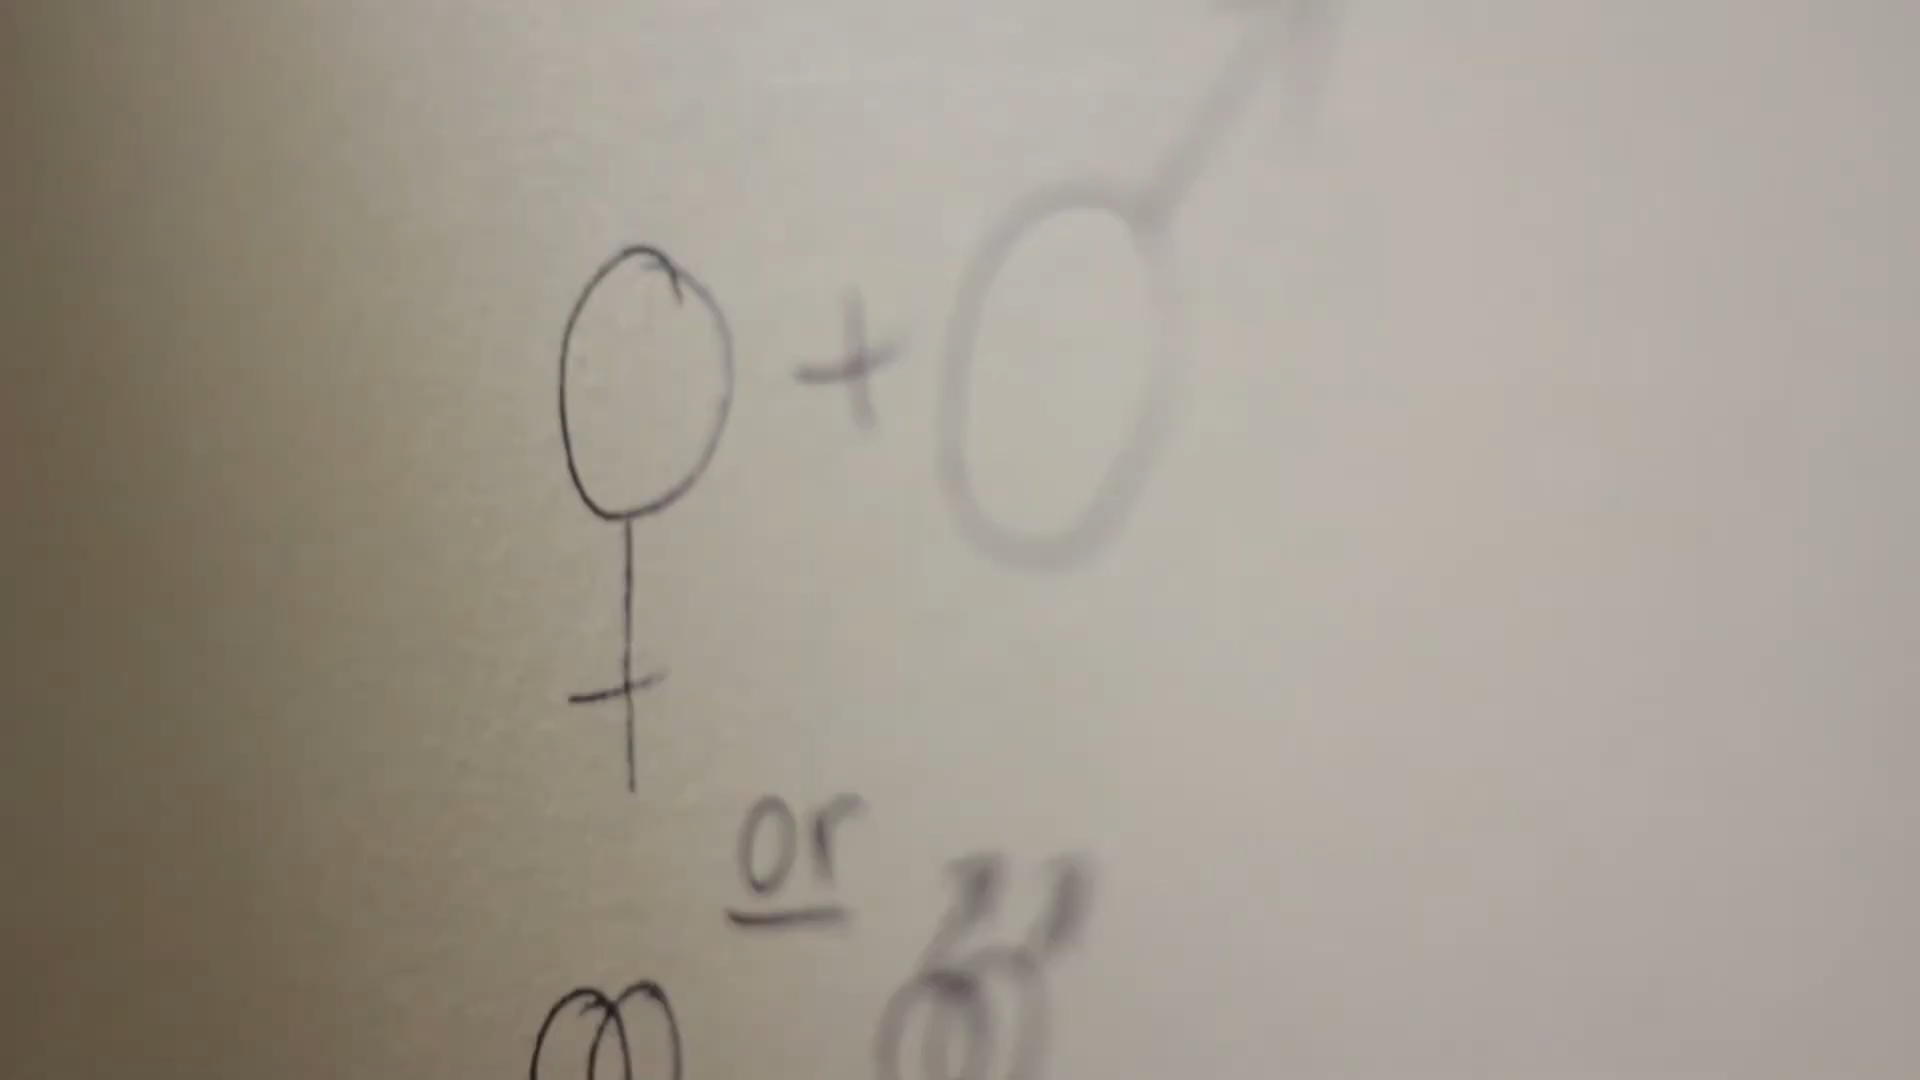 ♀ + ♂
or